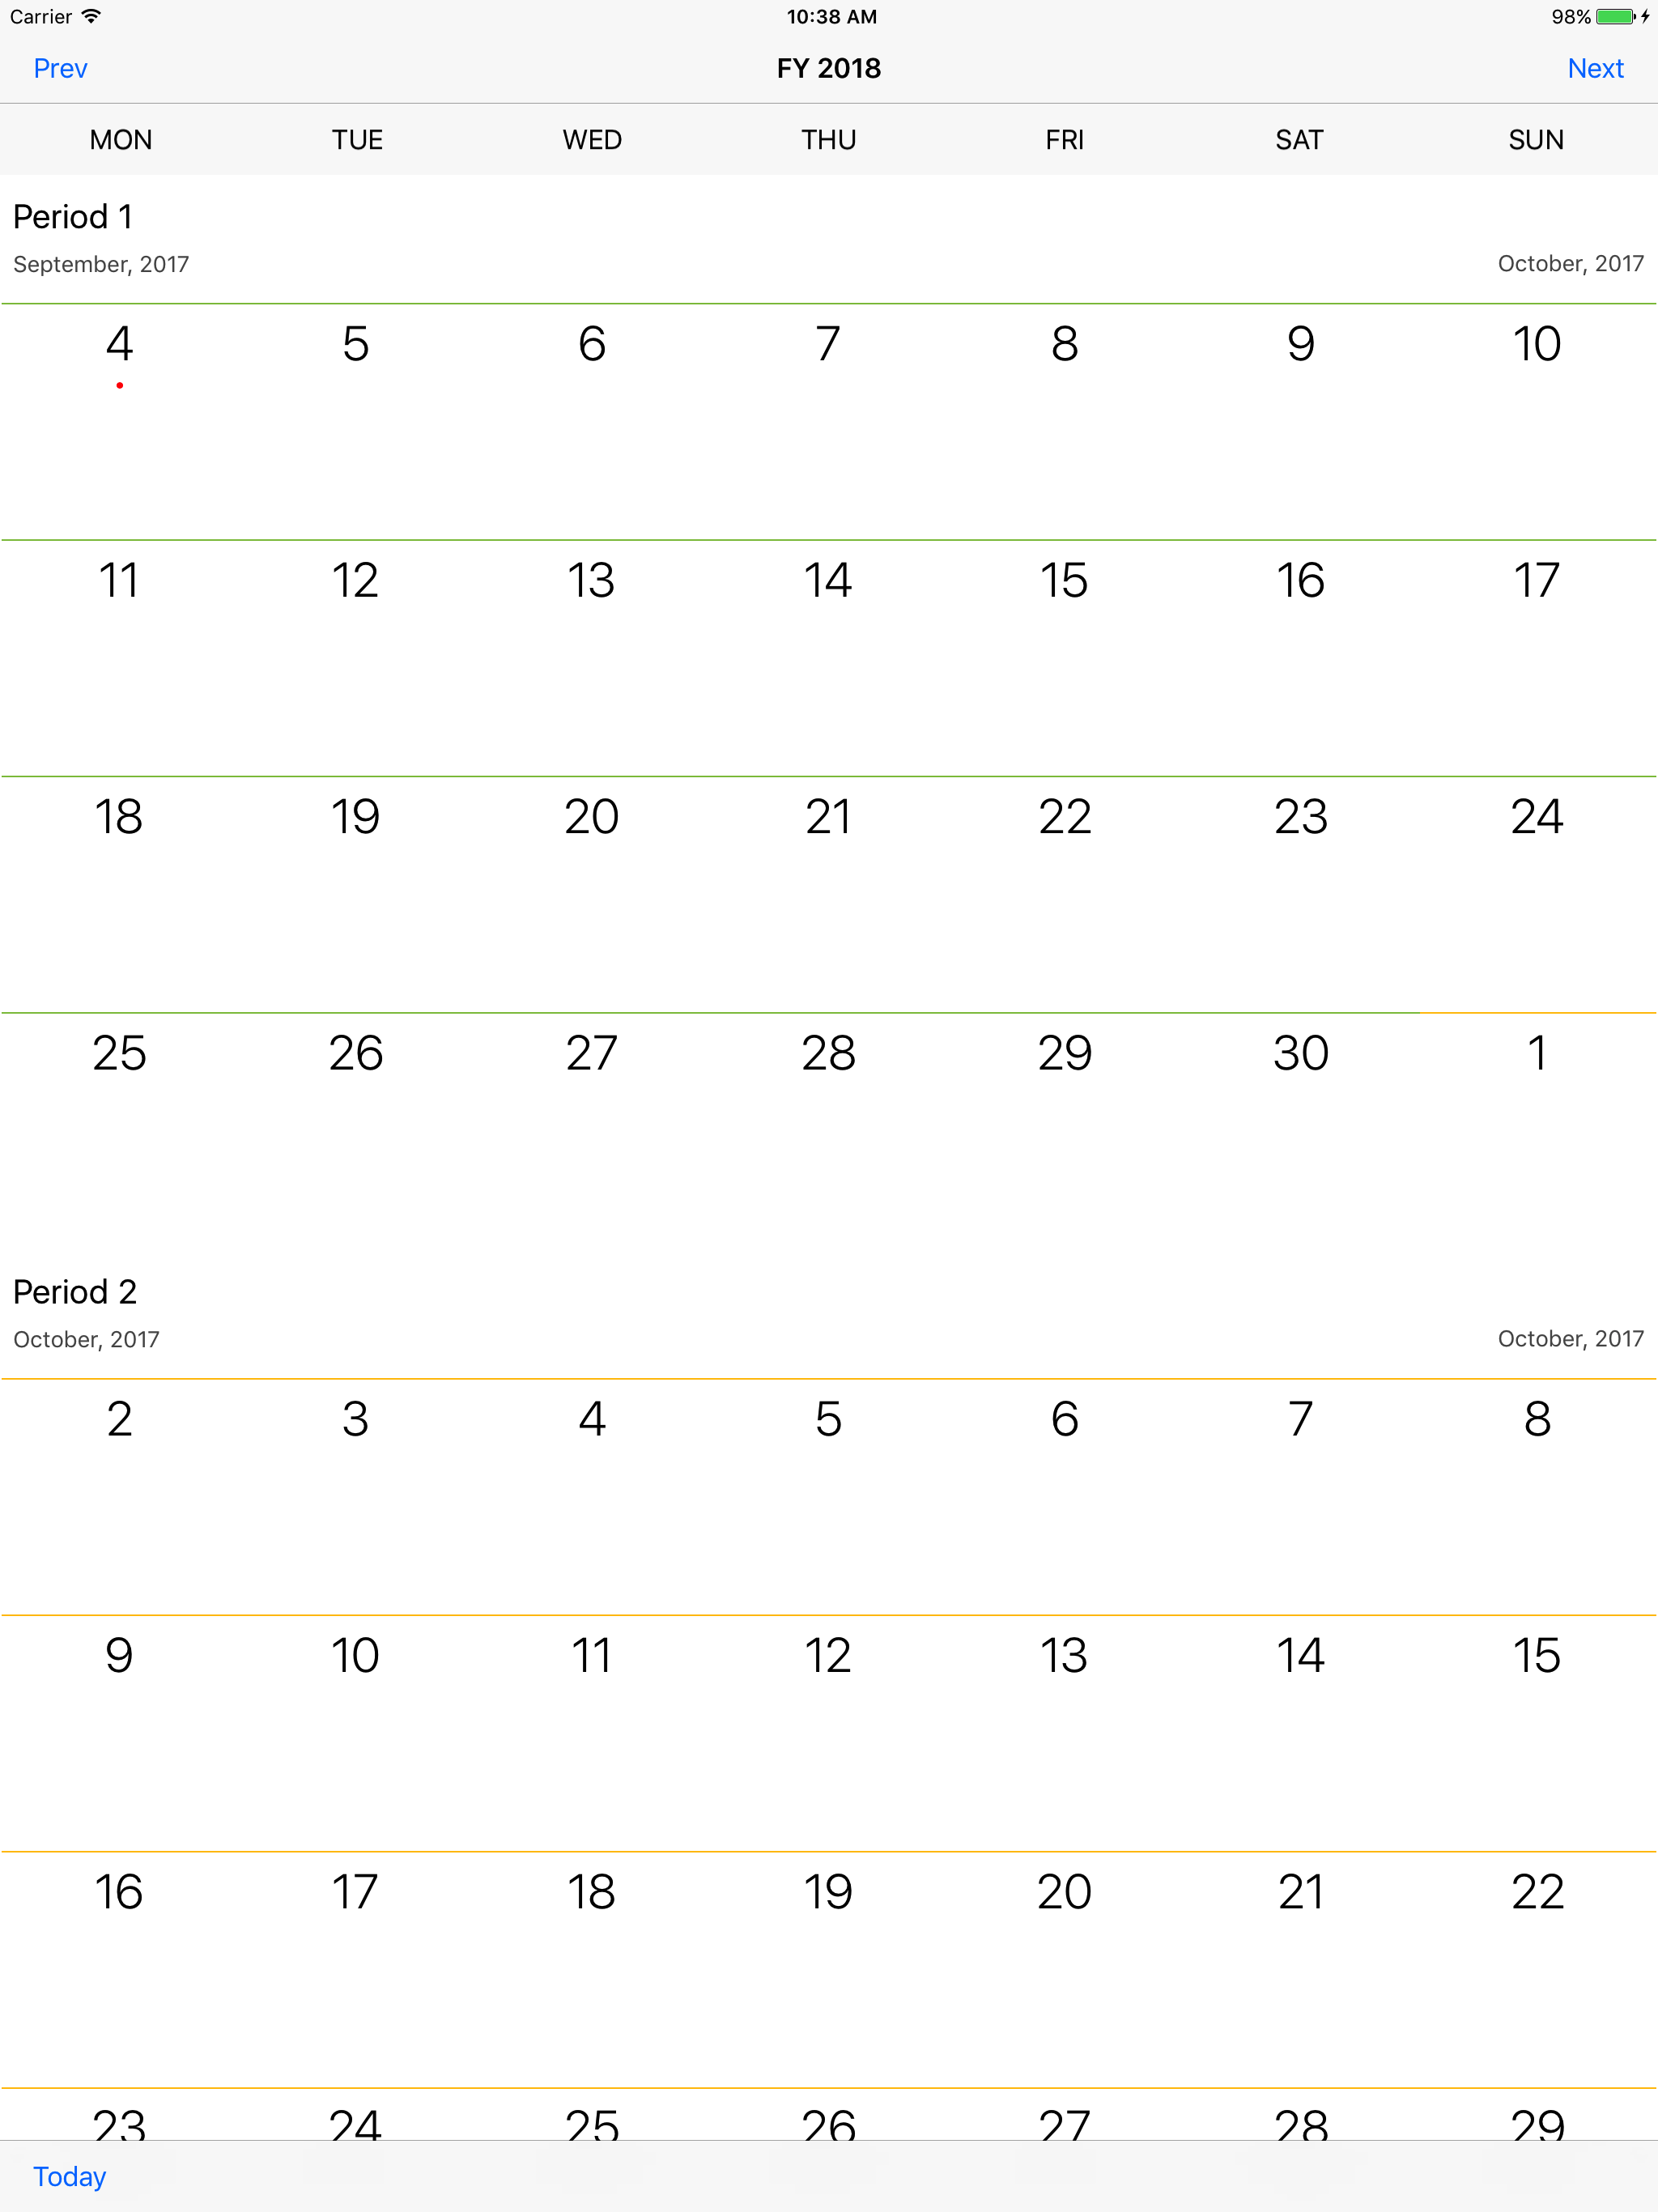 Carrier 10:38 AM 98%
Prev FY 2018 Next
MON TUE WED THU FRI SAT SUN
Period 1
September, 2017 October, 2017
4 5 6 7 8 9 10
11 12 13 14 15 16 17
18 19 20 21 22 23 24
25 26 27 28 29 30 1
Period 2
October, 2017 October, 2017
2 3 4 5 6 7 8
9 10 11 12 13 14 15
16 17 18 19 20 21 22
23 24 25 26 27 28 29
Today